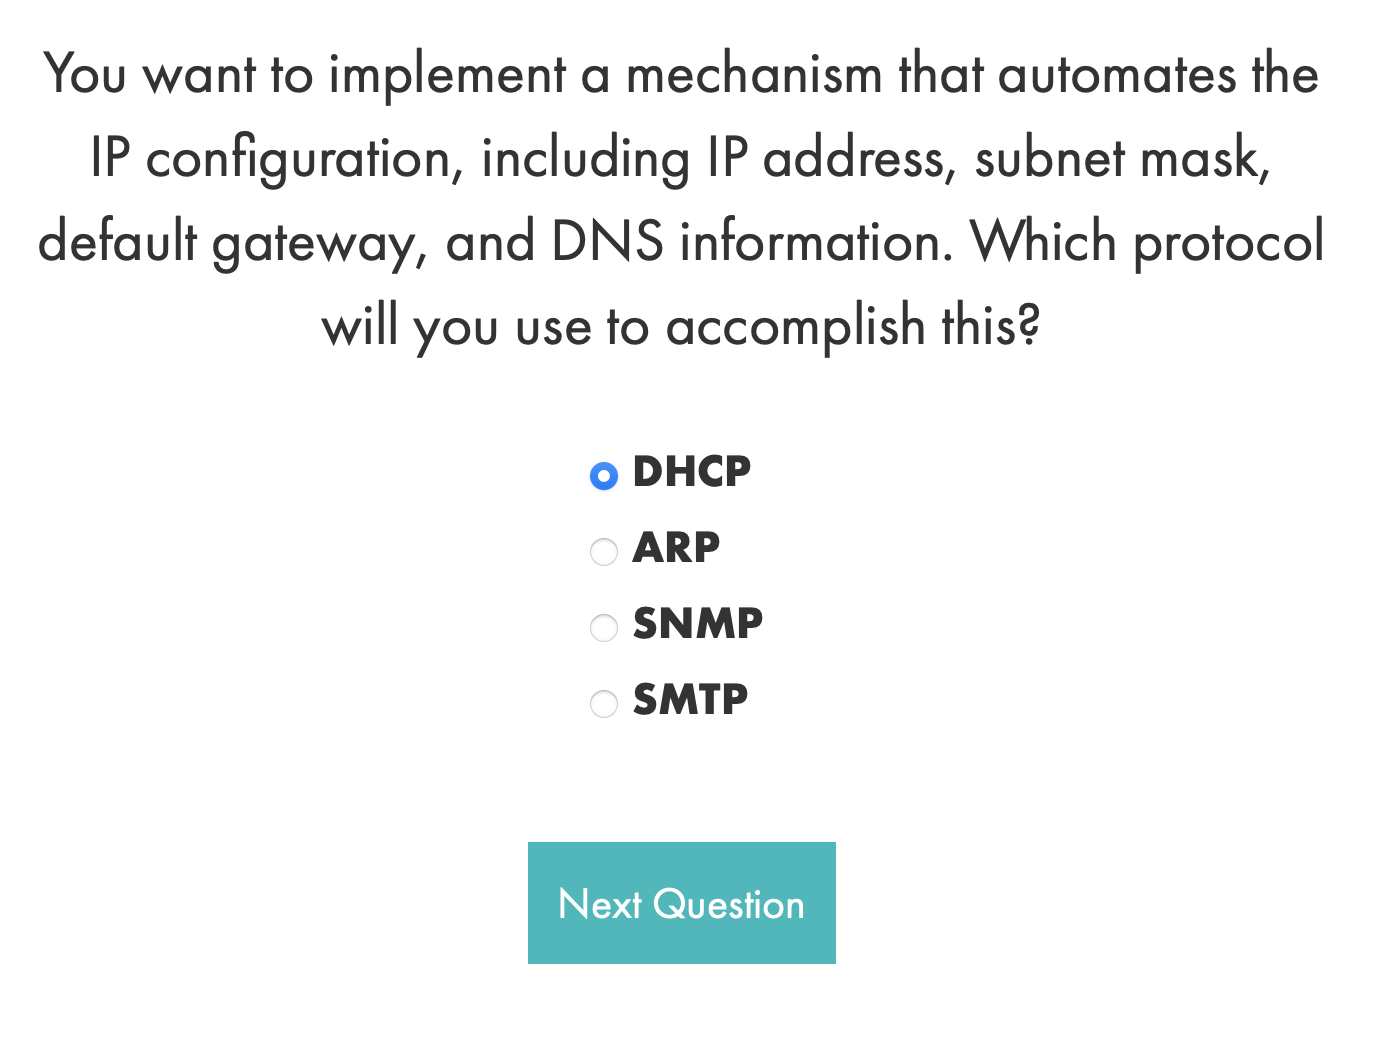 You want to implement a mechanism that automates the
IP configuration, including IP address, subnet mask,
default gateway, and DNS information. Which protocol
will you use to accomplish this?
DHCP
ARP
SNMP
SMTP
Next Question